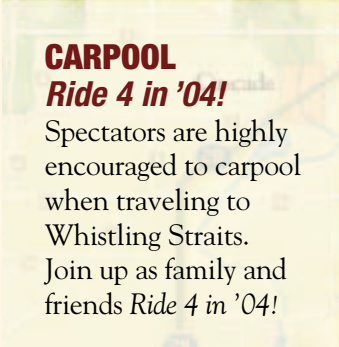 CARPOOL
Ride 4 in ’04!
Spectators are highly
encouraged to carpool
when traveling to
Whistling Straits.
Join up as family and
friends Ride 4 in ’04!